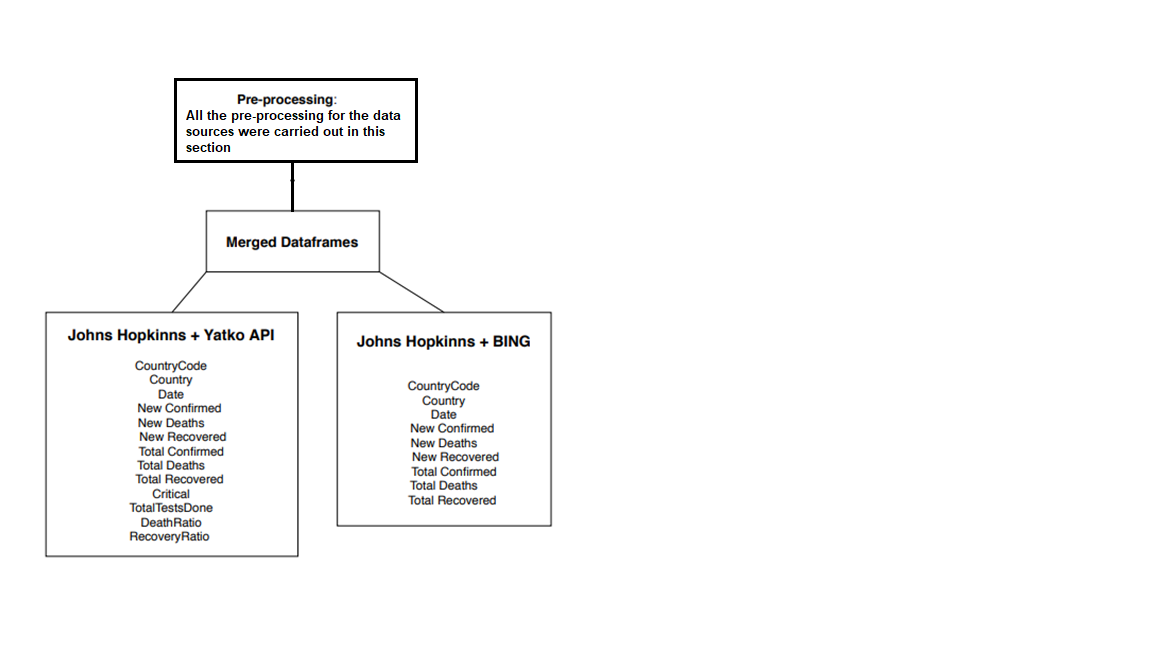 Pre-processing:
All the pre-processing for the data
sources were carried out in this
section
Merged Dataframes
Johns Hopkinns + Yatko API
CountryCode
Country
Date
New Confirmed
New Deaths
New Recovered
Total Confirmed
Total Deaths
Total Recovered
Critical
TotalTestsDone
DeathRatio
RecoveryRatio
Johns Hopkinns + BING
CountryCode
Country
Date
New Confirmed
New Deaths
New Recovered
Total Confirmed
Total Deaths
Total Recovered